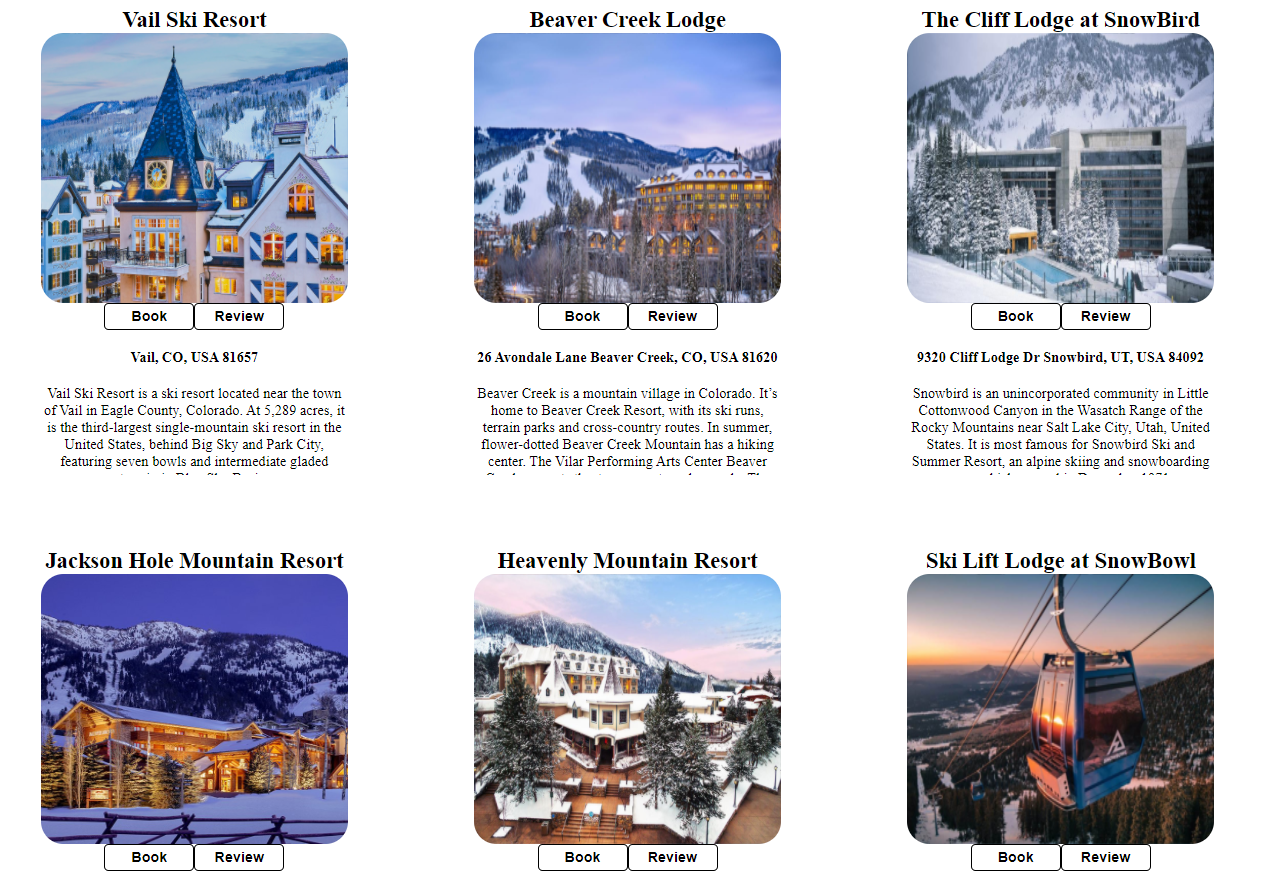 Vail Ski Resort
Beaver Creek Lodge
The Cliff Lodge at SnowBird
Book
Review
Book
Review
Book
Review
Vail, CO, USA 81657
26 Avondale Lane Beaver Creek, CO, USA 81620
9320 Cliff Lodge Dr Snowbird, UT, USA 84092
Vail Ski Resort is a ski resort located near the town
of Vail in Eagle County, Colorado. At 5,289 acres, it
is the third-largest single-mountain ski resort in the
United States, behind Big Sky and Park City,
featuring seven bowls and intermediate gladed
Beaver Creek is a mountain village in Colorado. It’s
home to Beaver Creek Resort, with its ski runs,
terrain parks and cross-country routes. In summer,
flower-dotted Beaver Creek Mountain has a hiking
center. The Vilar Performing Arts Center Beaver
Snowbird is an unincorporated community in Little
Cottonwood Canyon in the Wasatch Range of the
Rocky Mountains near Salt Lake City, Utah, United
States. It is most famous for Snowbird Ski and
Summer Resort, an alpine skiing and snowboarding
Jackson Hole Mountain Resort
Heavenly Mountain Resort
Ski Lift Lodge at SnowBowl
Book
Review
Book
Review
Book
Review